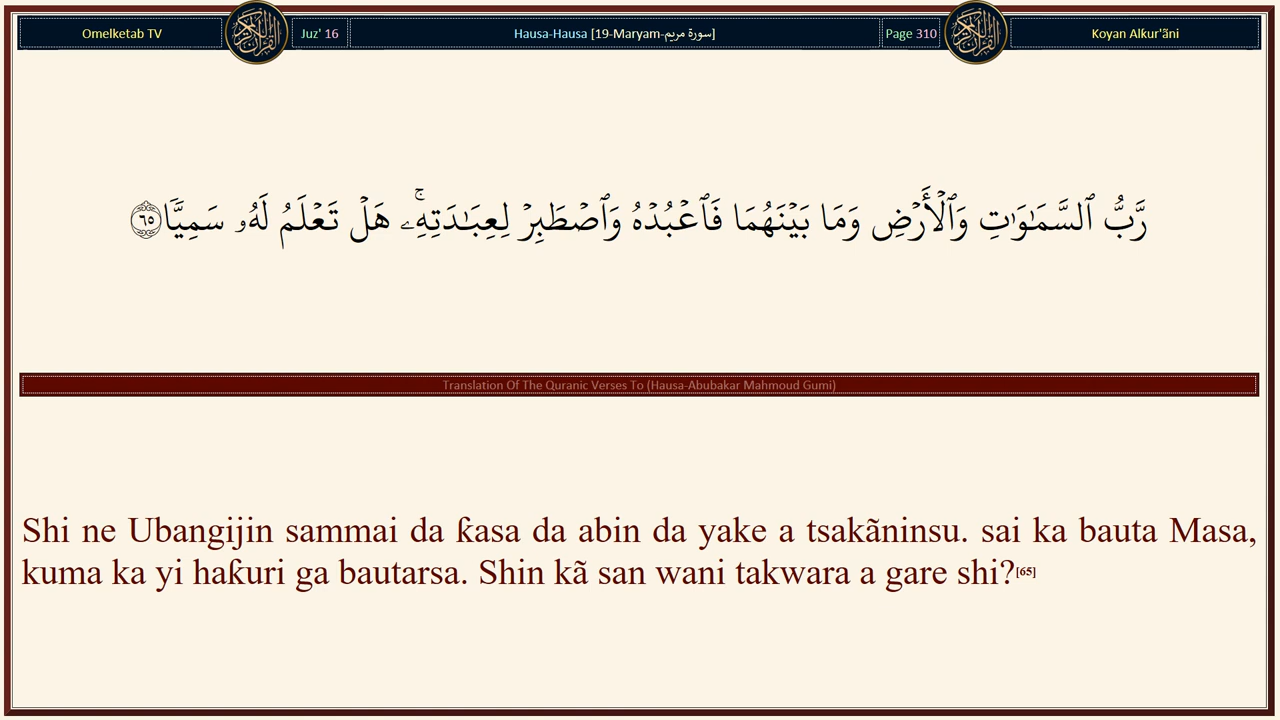 Omelketab TV
Juz' 16
Hausa-Hausa [19-Maryam-سورة مريم]
Page 310
Koyan Alƙur'ãni
رَّبُّ ٱلسَّمَـٰوَٰتِ وَٱلْأَرْضِ وَمَا بَيْنَهُمَا فَٱعْبُدْهُ وَٱصْطَبِرْ لِعِبَـٰدَتِهِۦ ۚ هَلْ تَعْلَمُ لَهُۥ سَمِيًّا ٦٥
Translation Of The Quranic Verses To (Hausa-Abubakar Mahmoud Gumi)
Shi ne Ubangijin sammai da ƙasa da abin da yake a tsakãninsu. sai ka bauta Masa,
kuma ka yi haƙuri ga bautarsa. Shin kã san wani takwara a gare shi?[65]